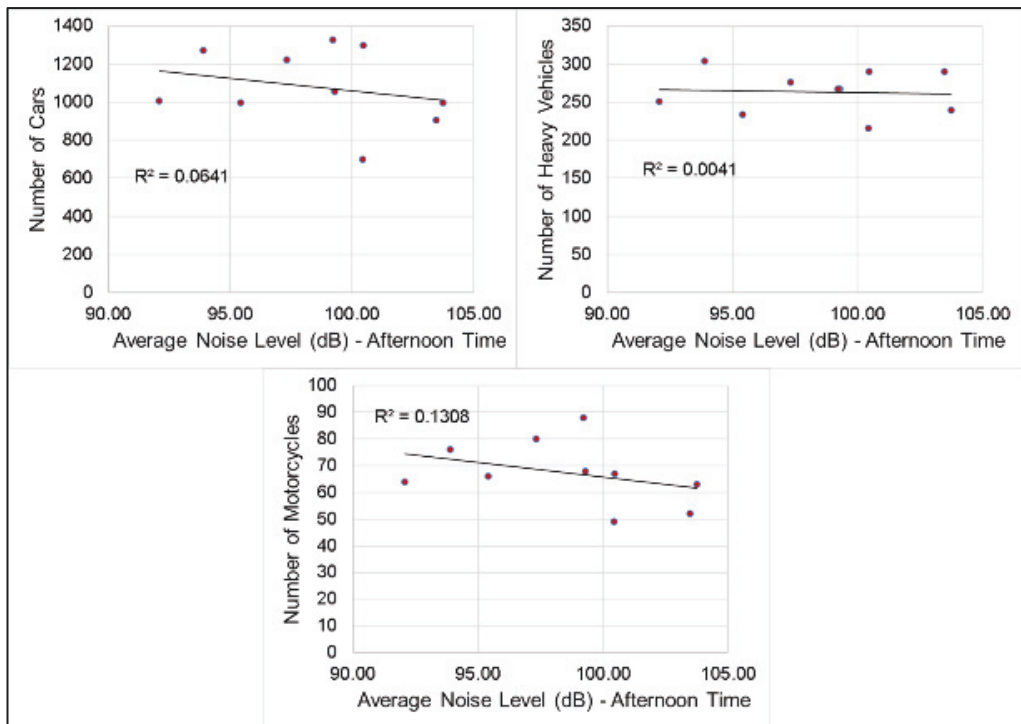 Number of Cars
1400
1200
1000
800
600
400
200
0
R² = 0.0641
90.00 95.00 100.00 105.00
Average Noise Level (dB) - Afternoon Time
Number of Heavy Vehicles
350
300
250
200
150
100
50
0
R² = 0.0041
90.00 95.00 100.00 105.00
Average Noise Level (dB) - Afternoon Time
Number of Motorcycles
100
90
80
70
60
50
40
30
20
10
0
R² = 0.1308
90.00 95.00 100.00 105.00
Average Noise Level (dB) - Afternoon Time